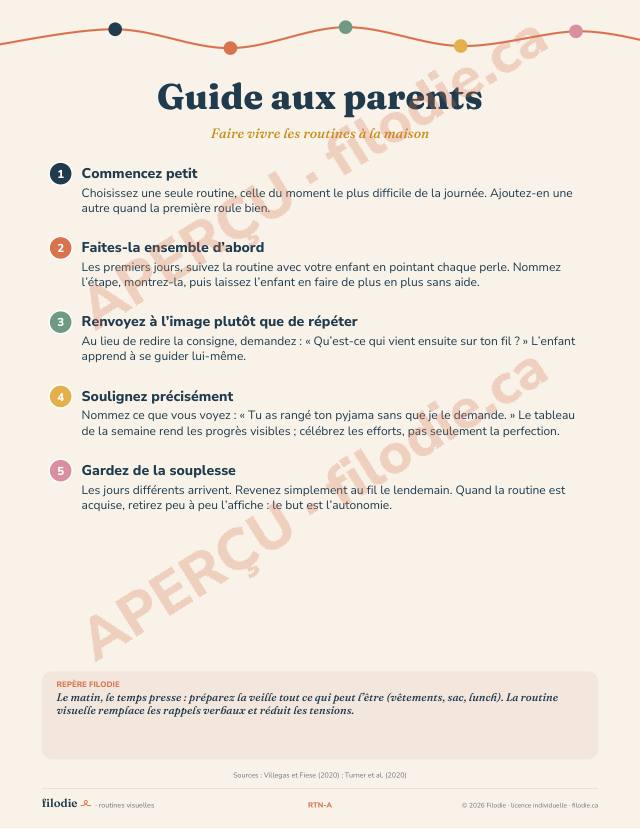 Guide aux parents
Faire vivre les routines à la maison
1 Commencez petit
Choisissez une seule routine, celle du moment le plus difficile de la journée. Ajoutez-en une
autre quand la première roule bien.
2 Faites-la ensemble d’abord
Les premiers jours, suivez la routine avec votre enfant en pointant chaque perle. Nommez
l’étape, montrez-la, puis laissez l’enfant en faire de plus en plus sans aide.
3 Renvoyez à l’image plutôt que de répéter
Au lieu de redire la consigne, demandez : « Qu’est-ce qui vient ensuite sur ton fil ? » L’enfant
apprend à se guider lui-même.
4 Soulignez précisément
Nommez ce que vous voyez : « Tu as rangé ton pyjama sans que je le demande. » Le tableau
de la semaine rend les progrès visibles ; célébrez les efforts, pas seulement la perfection.
5 Gardez de la souplesse
Les jours différents arrivent. Revenez simplement au fil le lendemain. Quand la routine est
acquise, retirez peu à peu l’affiche : le but est l’autonomie.
APERÇU · filodie.ca
APERÇU · filodie.ca
REPÈRE FILODIE
Le matin, le temps presse : préparez la veille tout ce qui peut l’être (vêtements, sac, lunch). La routine
visuelle remplace les rappels verbaux et réduit les tensions.
Sources : Villegas et Fiese (2020) ; Turner et al. (2020)
filodie · routines visuelles
RTN-A
© 2026 Filodie · licence individuelle · filodie.ca